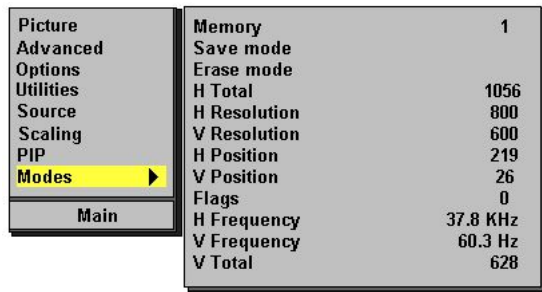 Picture
Advanced
Options
Utilities
Source
Scaling
PIP
Modes
Main
Memory 1
Save mode
Erase mode
H Total 1056
H Resolution 800
V Resolution 600
H Position 219
V Position 26
Flags 0
H Frequency 37.8 KHz
V Frequency 60.3 Hz
V Total 628